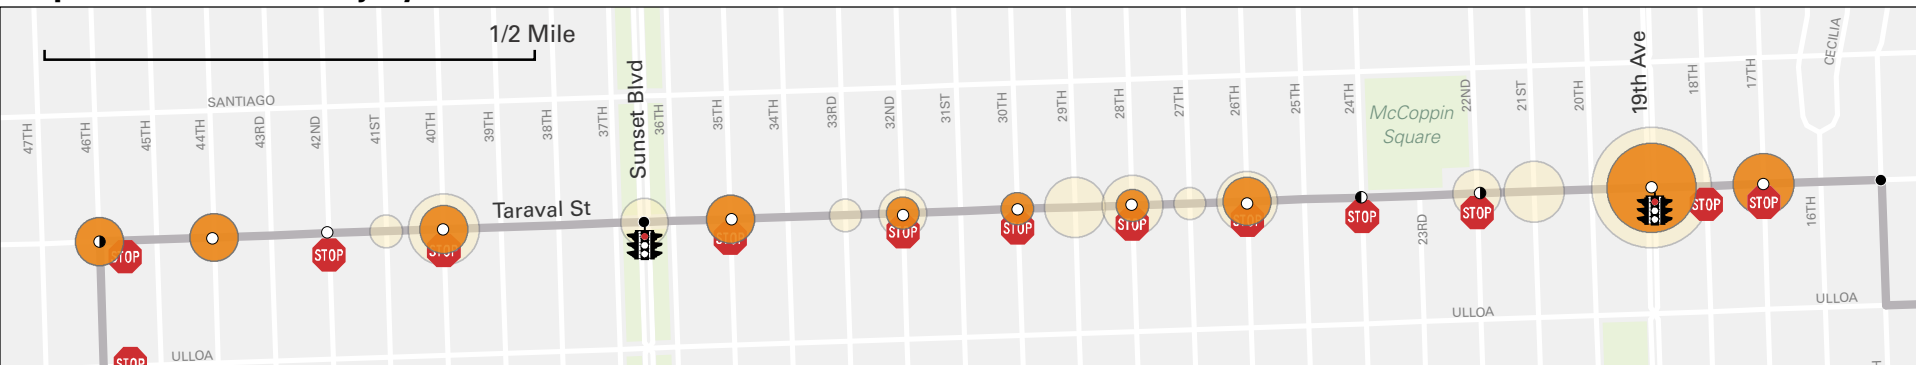 1/2 Mile
CECILIA
19th Ave
Sunset Blvd
SANTIAGO
47TH
46TH
45TH
44TH
43RD
42ND
41ST
40TH
39TH
38TH
37TH
36TH
35TH
34TH
33RD
32ND
31ST
30TH
29TH
28TH
27TH
26TH
25TH
24TH
22ND
21ST
20TH
18TH
17TH
McCoppin
Square
Taraval St
23RD
16TH
STOP
STOP
STOP
STOP
STOP
STOP
STOP
STOP
STOP
STOP
STOP
STOP
ULLOA
ULLOA
ULLOA
STOP